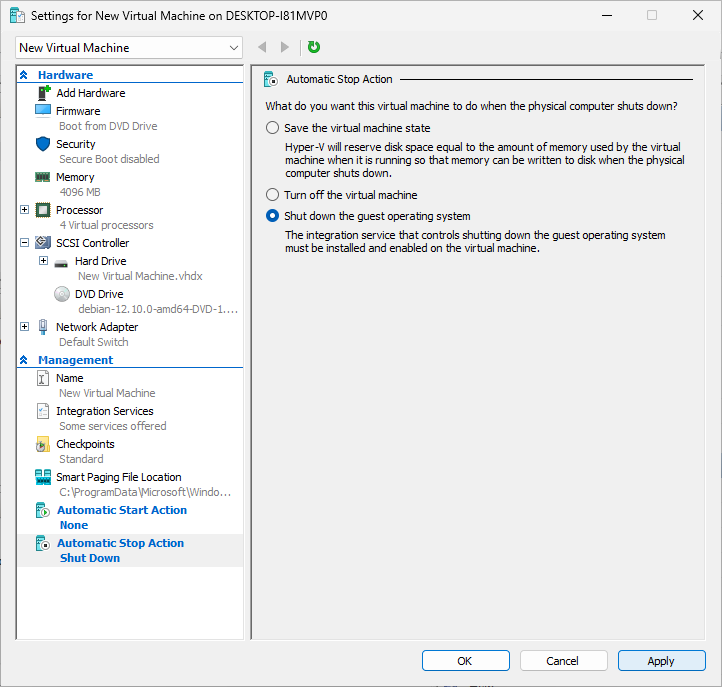 Settings for New Virtual Machine on DESKTOP-I81MVP0
New Virtual Machine
Hardware
Add Hardware
Firmware
Boot from DVD Drive
Security
Secure Boot disabled
Memory
4096 MB
Processor
4 Virtual processors
SCSI Controller
Hard Drive
New Virtual Machine.vhdx
DVD Drive
debian-12.10.0-amd64-DVD-1....
Network Adapter
Default Switch
Management
Name
New Virtual Machine
Integration Services
Some services offered
Checkpoints
Standard
Smart Paging File Location
C:\ProgramData\Microsoft\Windo...
Automatic Start Action
None
Automatic Stop Action
Shut Down
Automatic Stop Action
What do you want this virtual machine to do when the physical computer shuts down?
Save the virtual machine state
Hyper-V will reserve disk space equal to the amount of memory used by the virtual
machine when it is running so that memory can be written to disk when the physical
computer shuts down.
Turn off the virtual machine
Shut down the guest operating system
The integration service that controls shutting down the guest operating system
must be installed and enabled on the virtual machine.
OK
Cancel
Apply